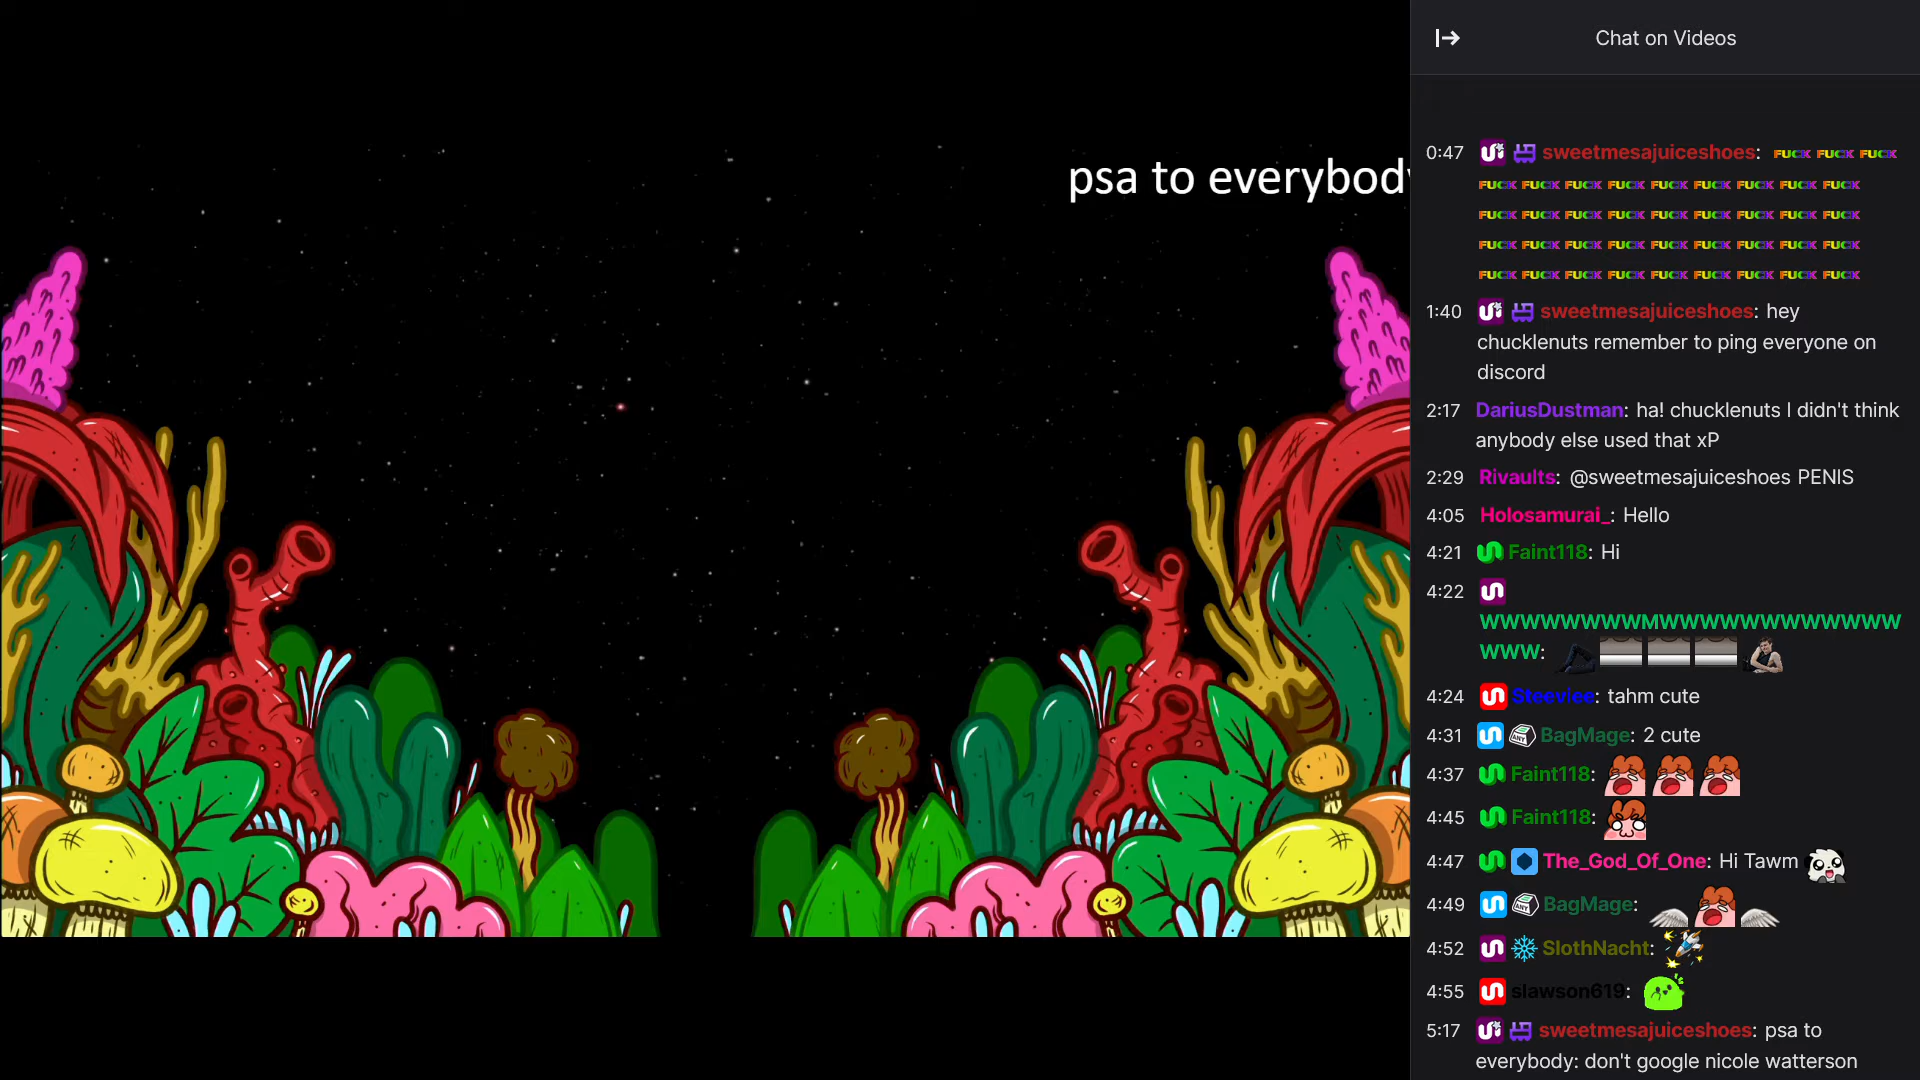 Chat on Videos
psa to everybody
0:47 sweetmesajuiceshoes: FUCK FUCK FUCK
FUCK FUCK FUCK FUCK FUCK FUCK FUCK FUCK FUCK
FUCK FUCK FUCK FUCK FUCK FUCK FUCK FUCK FUCK
FUCK FUCK FUCK FUCK FUCK FUCK FUCK FUCK FUCK
FUCK FUCK FUCK FUCK FUCK FUCK FUCK FUCK FUCK
1:40 sweetmesajuiceshoes: hey
chucklenuts remember to ping everyone on
discord
2:17 DariusDustman: ha! chucklenuts I didn't think
anybody else used that xP
2:29 Rivaults: @sweetmesajuiceshoes PENIS
4:05 Holosamurai_: Hello
4:21 Faint118: Hi
4:22
WWWWWWWWMWWWWWWWWWWWW
WWW:
4:24 Steeviee: tahm cute
4:31 ANY BagMage: 2 cute
4:37 Faint118:
4:45 Faint118:
4:47 The_God_Of_One: Hi Tawm
4:49 ANY BagMage:
4:52 SlothNacht:
4:55 slawson619:
5:17 sweetmesajuiceshoes: psa to
everybody: don't google nicole watterson